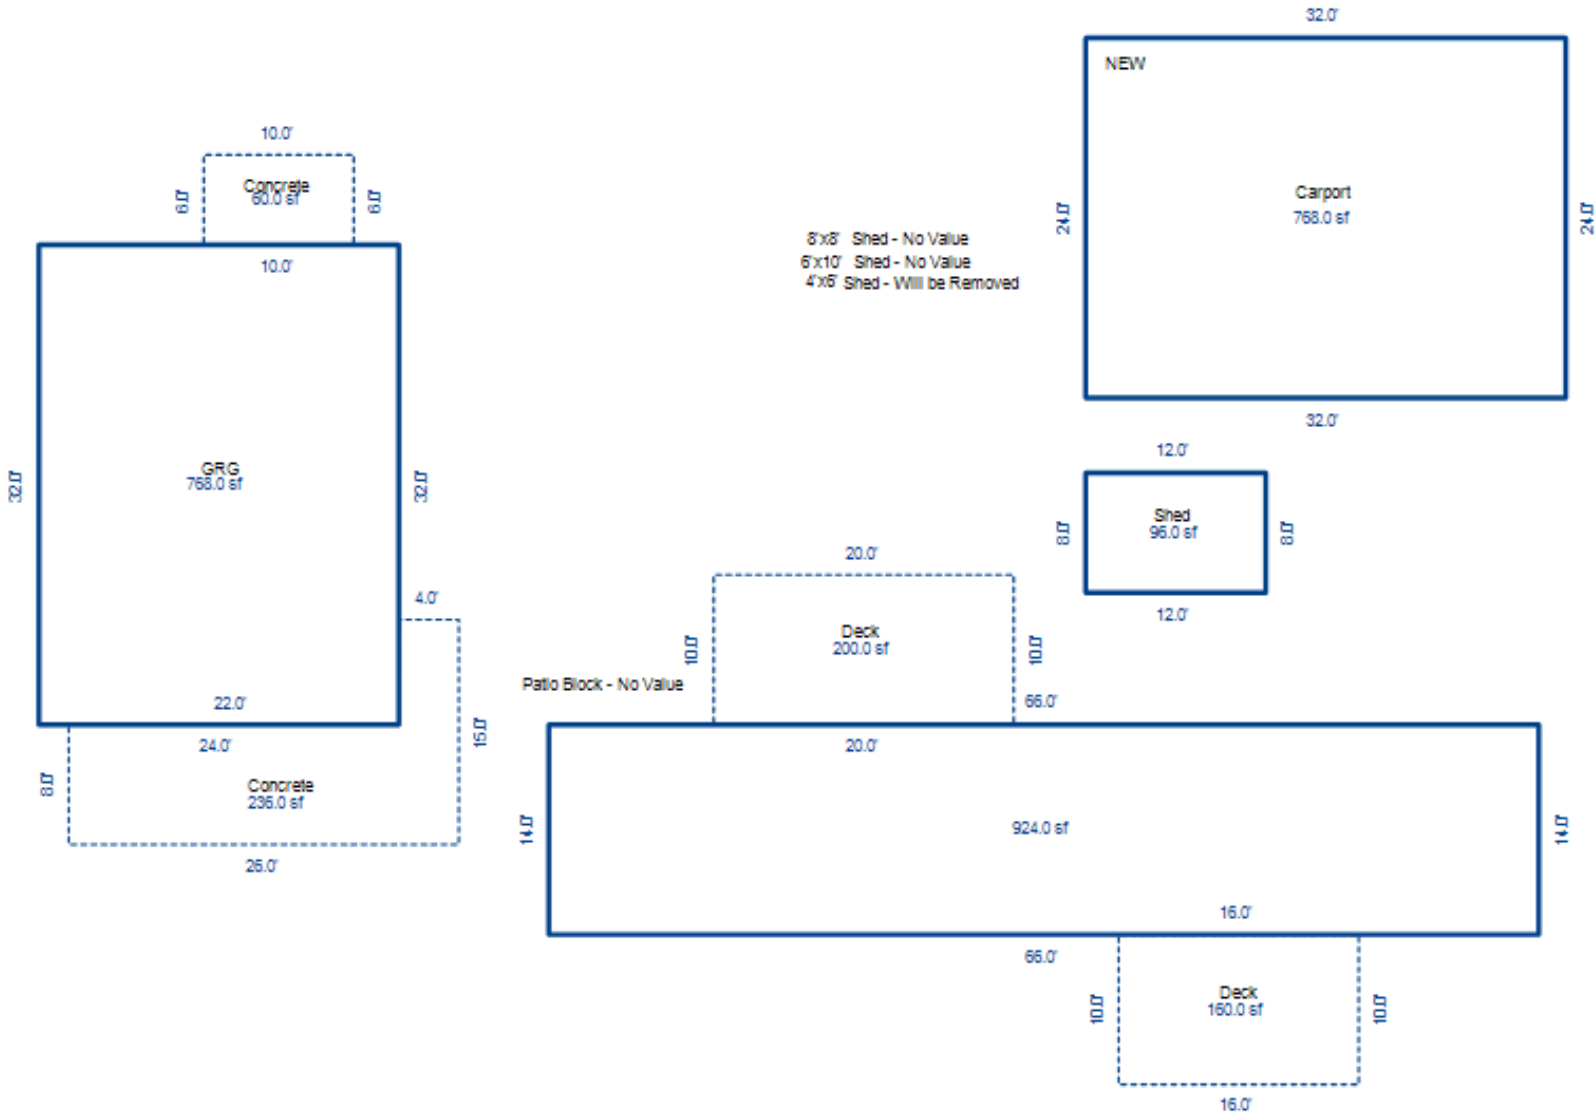 32.0'
NEW
10.0'
Concrete
60.0 sf
6.0'
6.0'
Carport
768.0 sf
24.0'
24.0'
8'x8' Shed - No Value
6'x10' Shed - No Value
4'x6' Shed - Will be Removed
10.0'
32.0'
12.0'
GRG
768.0 sf
32.0'
32.0'
Shed
96.0 sf
8.0'
8.0'
20.0'
4.0'
12.0'
Deck
200.0 sf
10.0'
10.0'
Patio Block - No Value
22.0'
66.0'
15.0'
24.0'
20.0'
8.0'
Concrete
236.0 sf
14.0'
924.0 sf
14.0'
26.0'
16.0'
66.0'
Deck
160.0 sf
10.0'
10.0'
16.0'